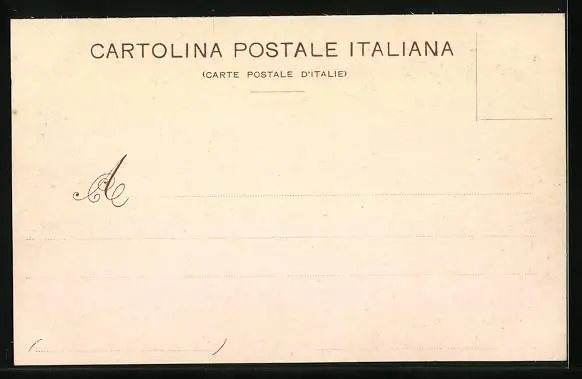 CARTOLINA POSTALE ITALIANA
(CARTE POSTALE D'ITALIE)
A
( )